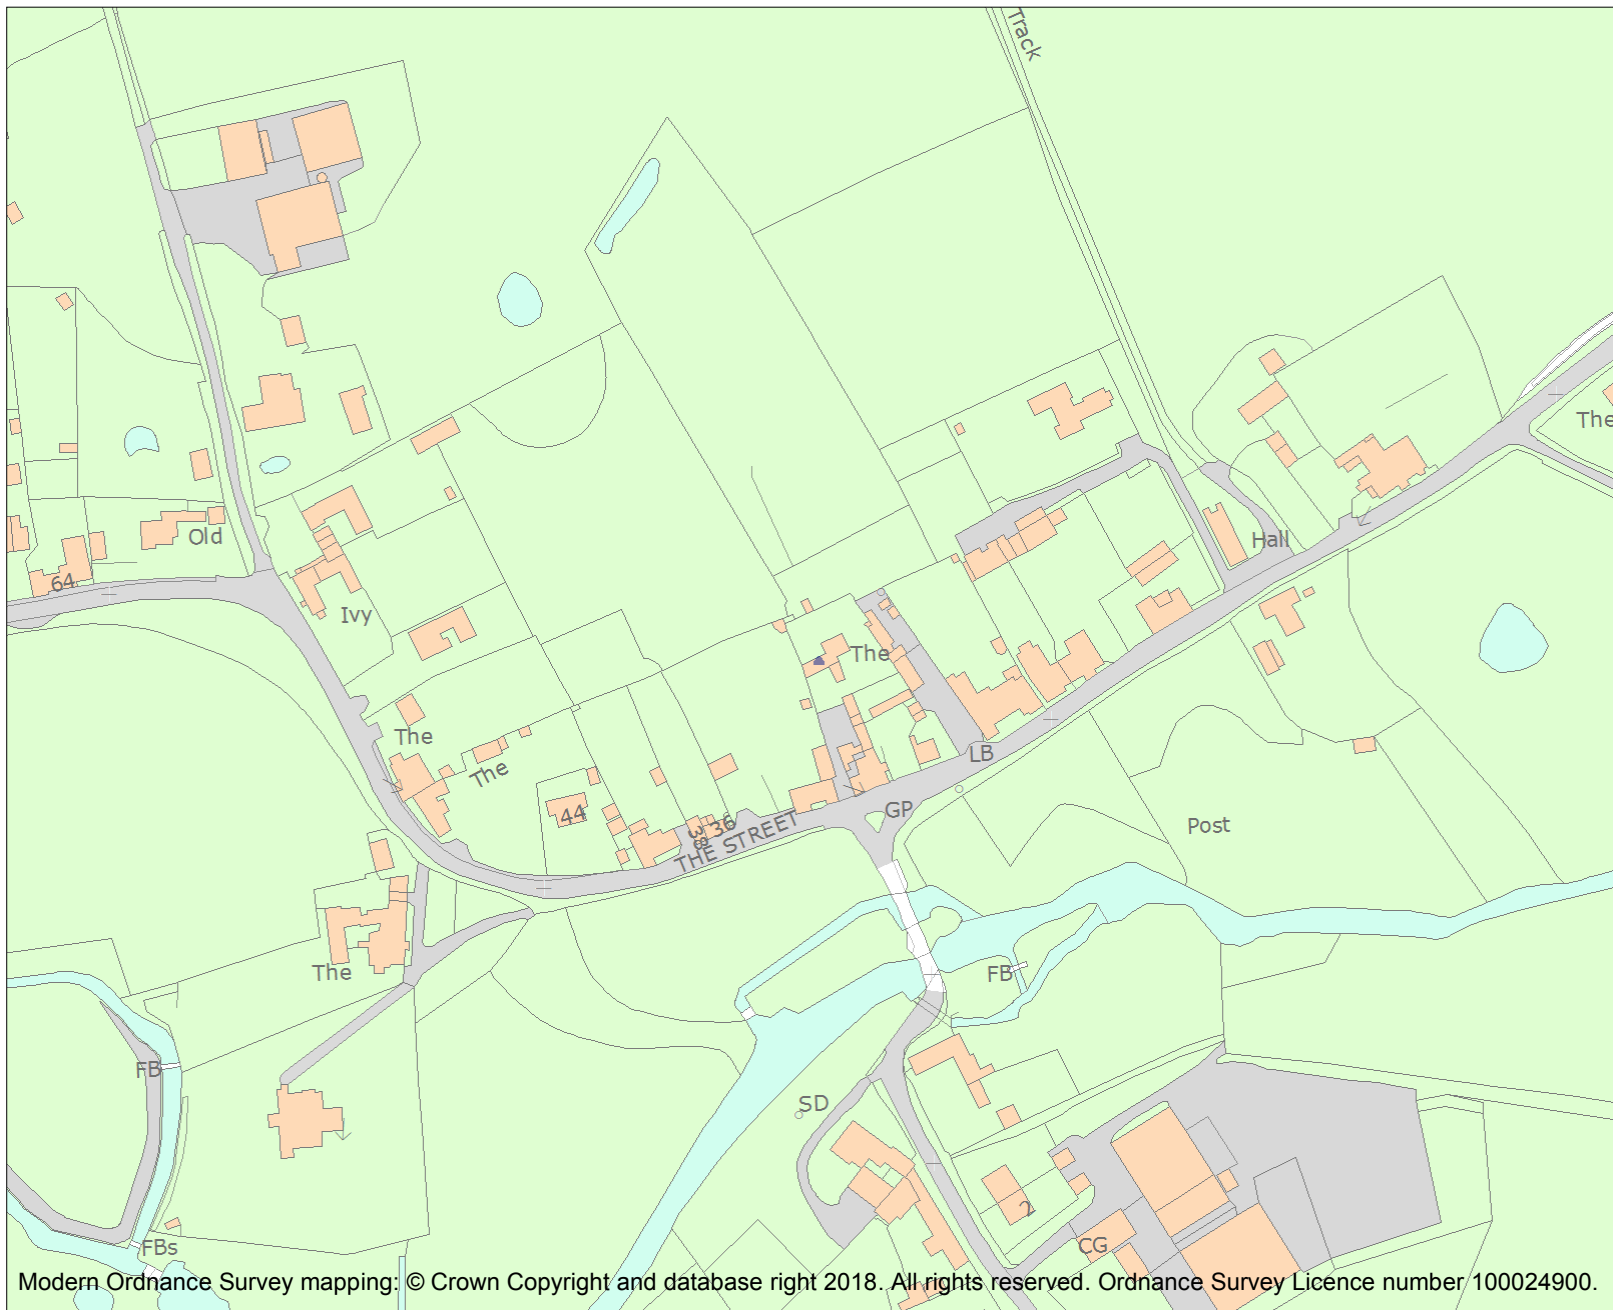 Track
The
Old
Hall
64
Ivy
The
The
The
LB
44
36
38
THE STREET
GP
Post
The
FB
FB
SD
2
FBs
CG
Modern Ordnance Survey mapping: © Crown Copyright and database right 2018. All rights reserved. Ordnance Survey Licence number 100024900.